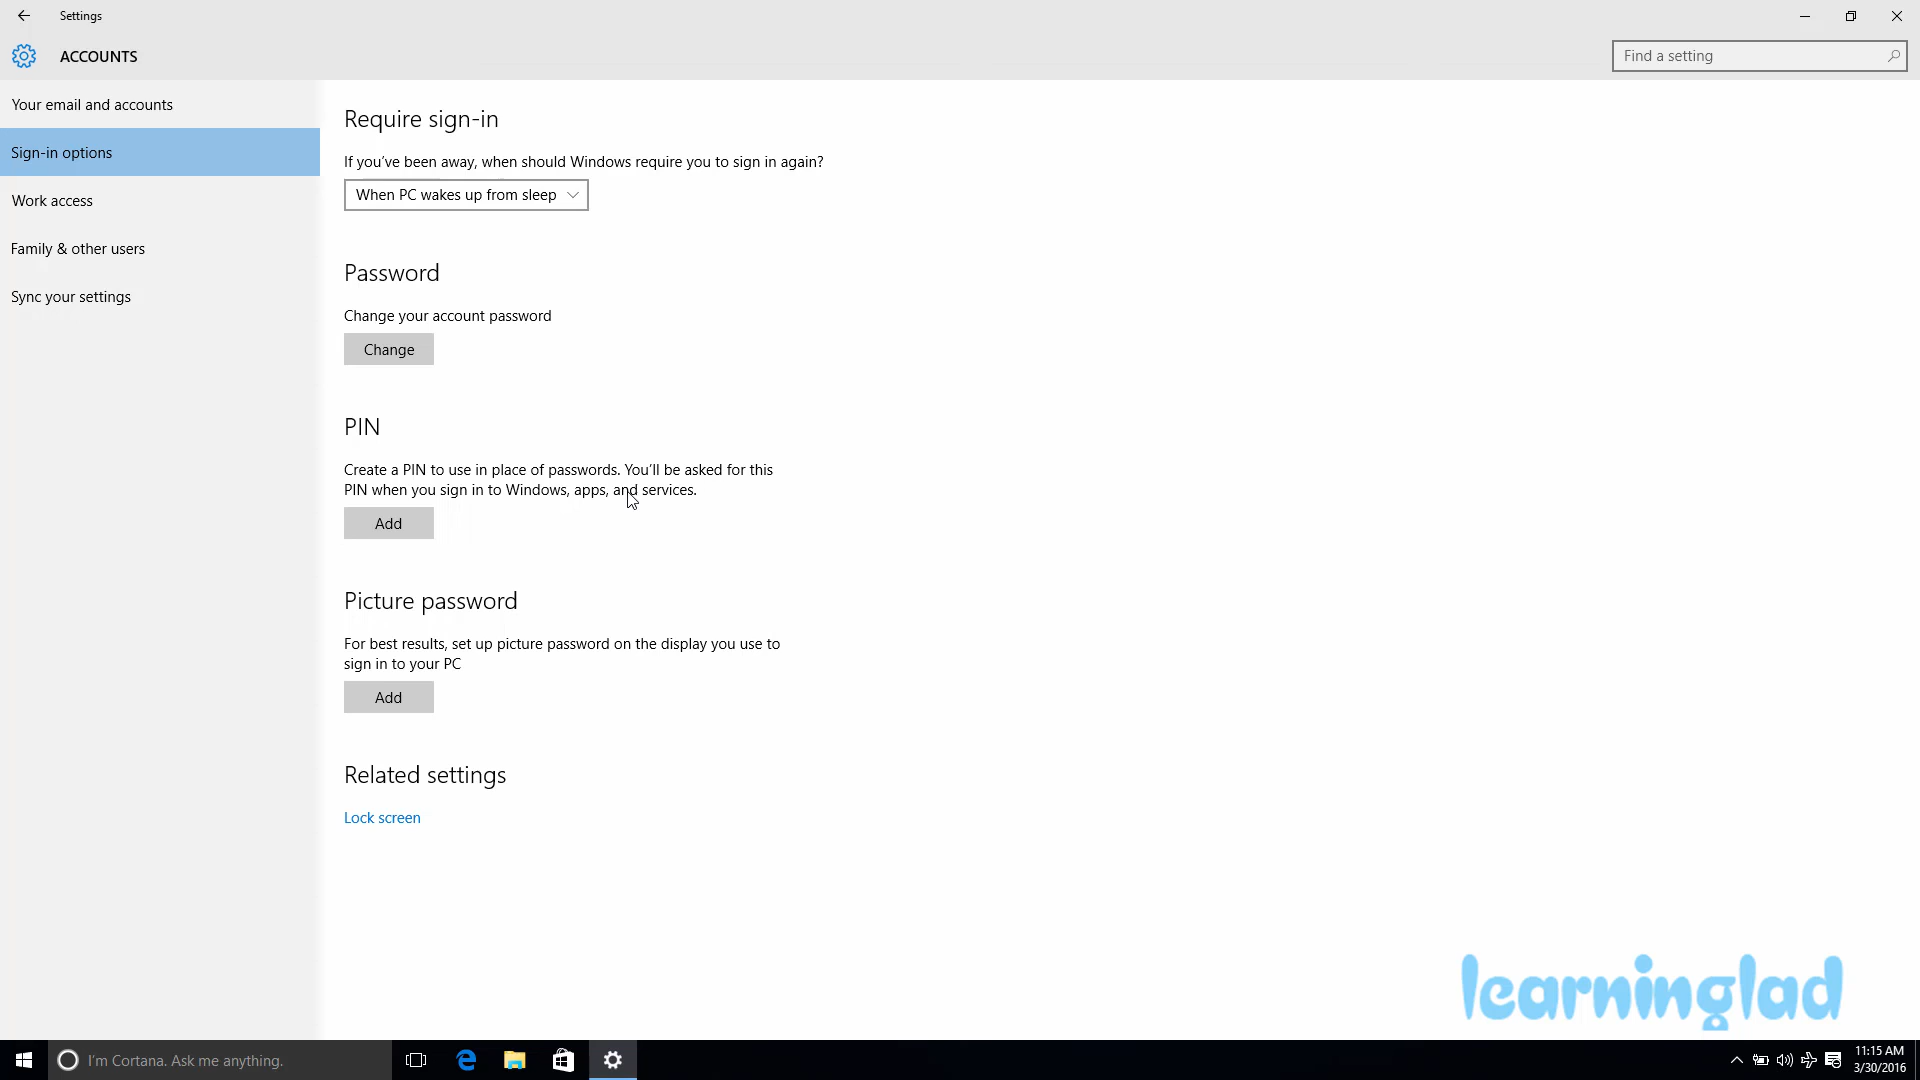 Settings
ACCOUNTS
Find a setting
Your email and accounts
Sign-in options
Work access
Family & other users
Sync your settings
Require sign-in
If you've been away, when should Windows require you to sign in again?
When PC wakes up from sleep
Password
Change your account password
Change
PIN
Create a PIN to use in place of passwords. You'll be asked for this
PIN when you sign in to Windows, apps, and services.
Add
Picture password
For best results, set up picture password on the display you use to
sign in to your PC
Add
Related settings
Lock screen
learninglad
I'm Cortana. Ask me anything.
11:15 AM
3/30/2016